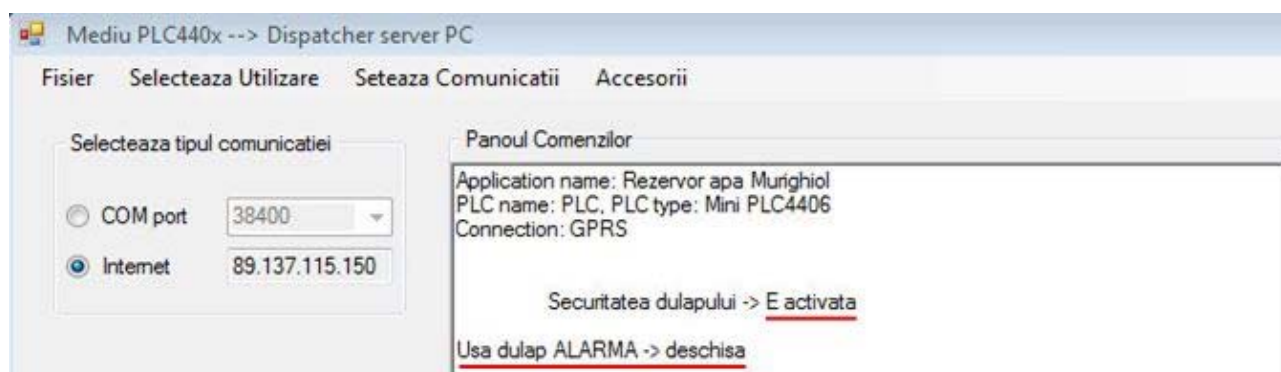 Mediu PLC440x --> Dispatcher server PC
Fisier Selecteaza Utilizare Seteaza Comunicatii Accesorii
Selecteaza tipul comunicatiei
COM port 38400
Internet 89.137.115.150
Panoul Comenzilor
Application name: Rezervor apa Murighiol
PLC name: PLC, PLC type: Mini PLC4406
Connection: GPRS
Securitatea dulapului -> E activata
Usa dulap ALARMA -> deschisa